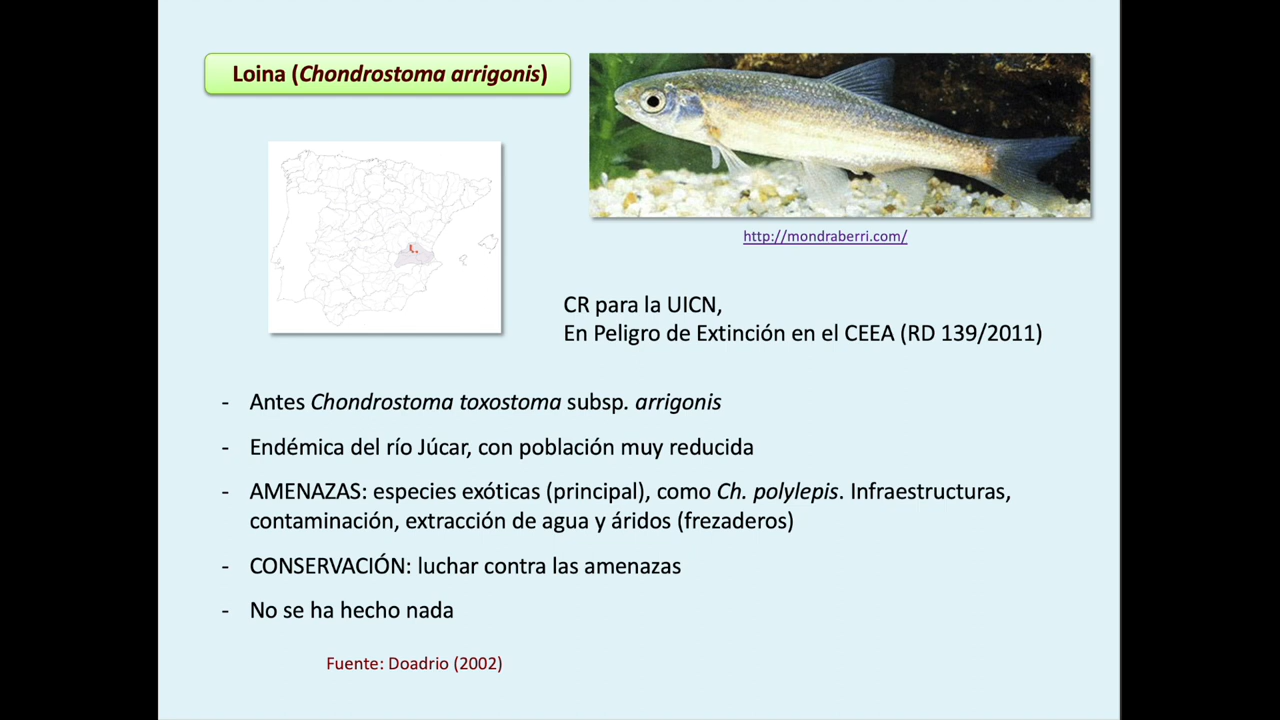 Loina (Chondrostoma arrigonis)
http://mondraberri.com/
CR para la UICN,
En Peligro de Extinción en el CEEA (RD 139/2011)
- Antes Chondrostoma toxostoma subsp. arrigonis
- Endémica del río Júcar, con población muy reducida
- AMENAZAS: especies exóticas (principal), como Ch. polylepis. Infraestructuras,
contaminación, extracción de agua y áridos (frezaderos)
- CONSERVACIÓN: luchar contra las amenazas
- No se ha hecho nada
Fuente: Doadrio (2002)